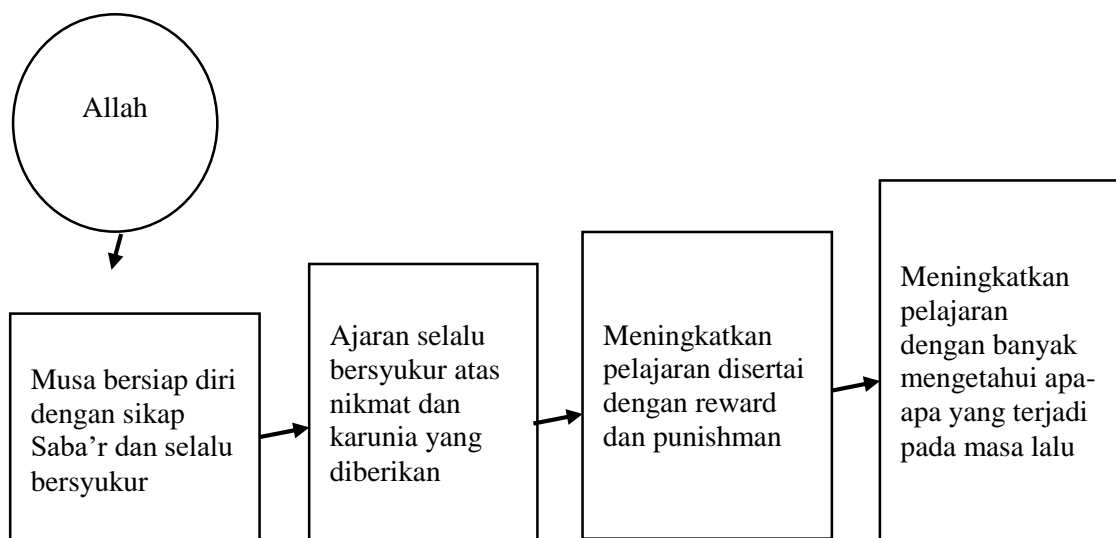 Allah
Musa bersiap diri
dengan sikap
Saba’r dan selalu
bersyukur
Ajaran selalu
bersyukur atas
nikmat dan
karunia yang
diberikan
Meningkatkan
pelajaran disertai
dengan reward
dan punishman
Meningkatkan
pelajaran
dengan banyak
mengetahui apa-
apa yang terjadi
pada masa lalu